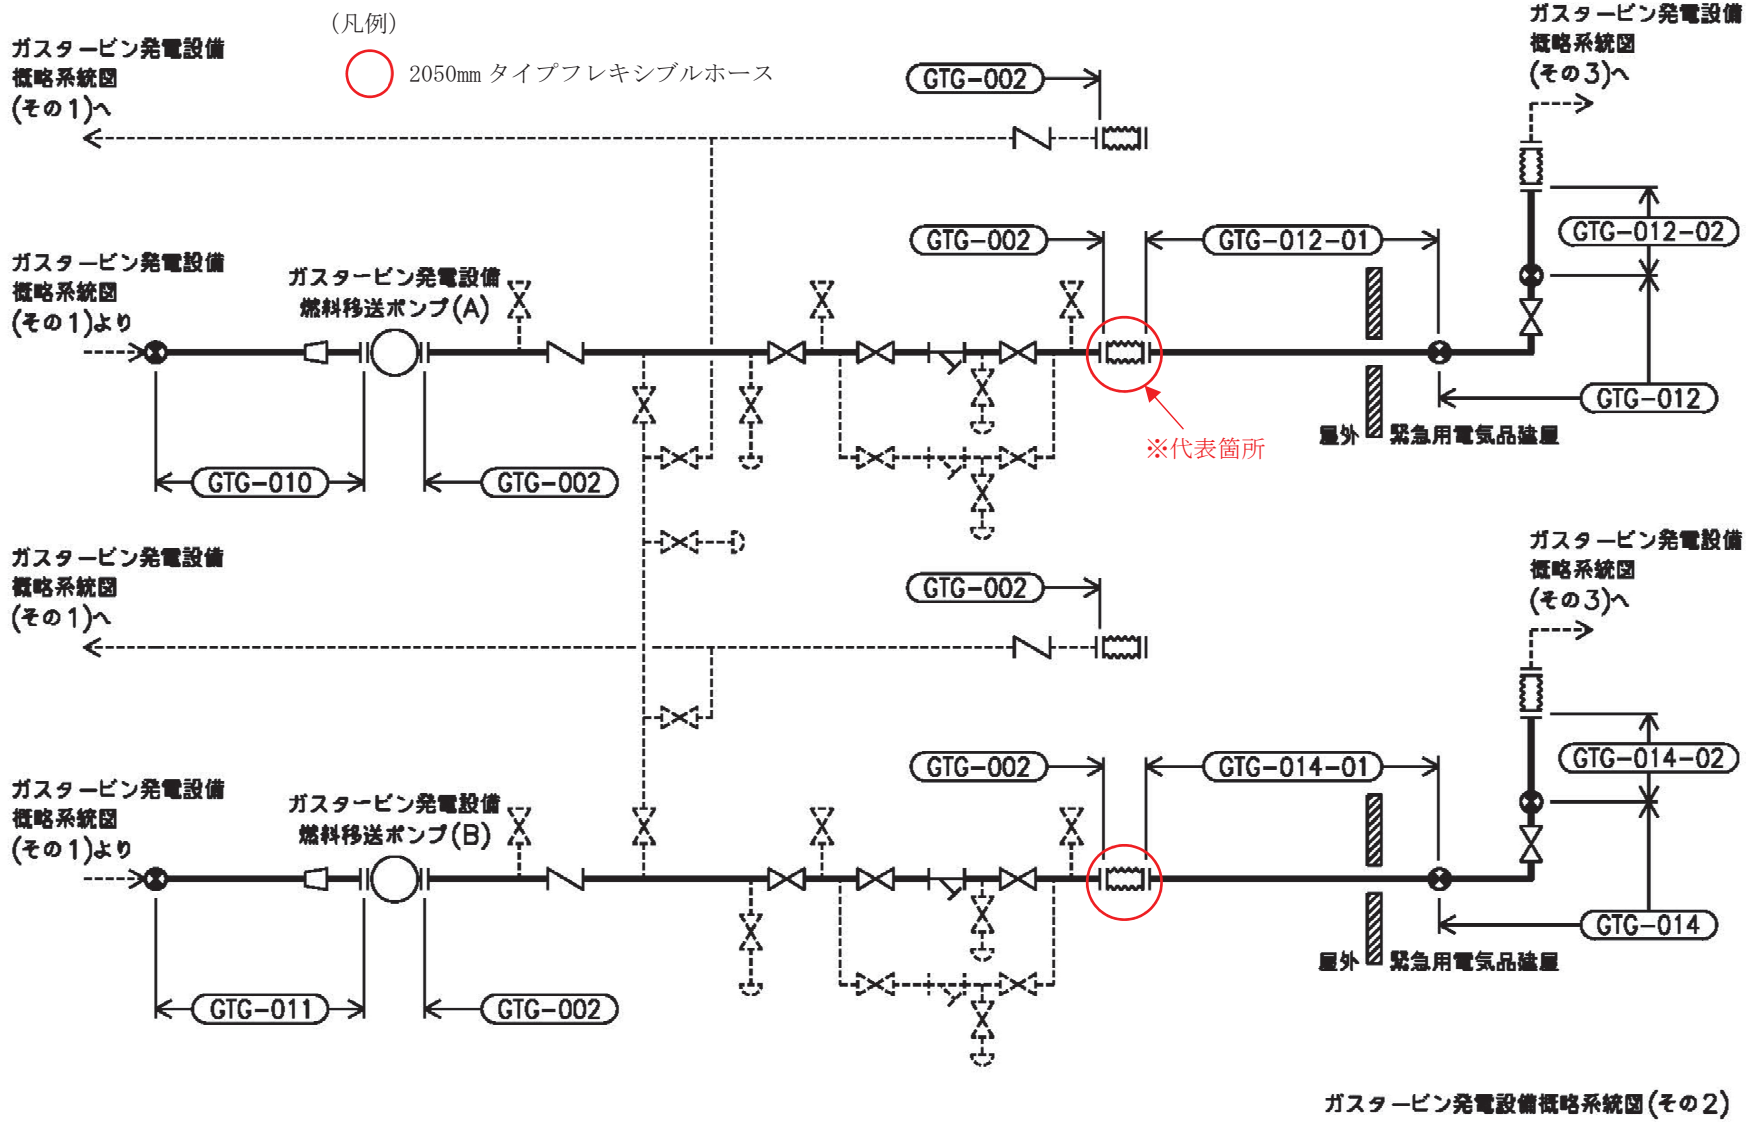 (凡例)
2050mm タイプフレキシブルホース
ガスタービン発電設備
概略系統図
(その1)へ
GTG-002
ガスタービン発電設備
概略系統図
(その3)へ
ガスタービン発電設備
概略系統図
(その1)より
ガスタービン発電設備
燃料移送ポンプ(A)
GTG-002
GTG-012-01
GTG-012-02
GTG-012
※代表箇所
屋外
緊急用電気品建屋
GTG-010
GTG-002
ガスタービン発電設備
概略系統図
(その1)へ
GTG-002
ガスタービン発電設備
概略系統図
(その3)へ
ガスタービン発電設備
概略系統図
(その1)より
ガスタービン発電設備
燃料移送ポンプ(B)
GTG-002
GTG-014-01
GTG-014-02
GTG-014
屋外
緊急用電気品建屋
GTG-011
GTG-002
ガスタービン発電設備概略系統図(その2)